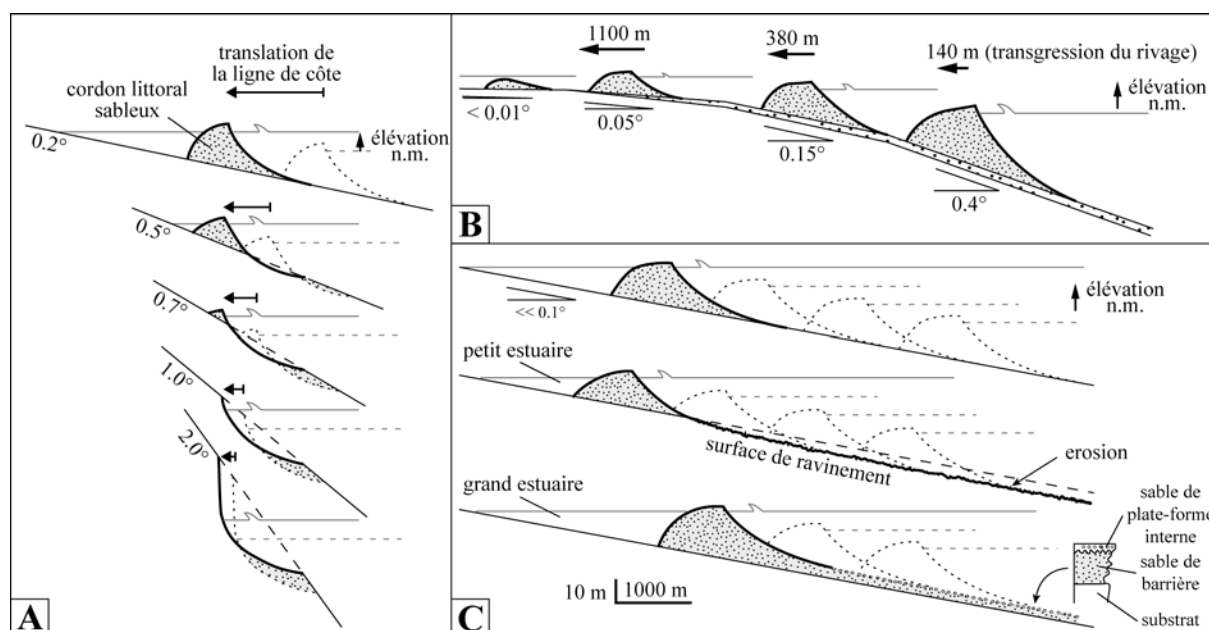 translation de
la ligne de côte
cordon littoral
sableux
élévation
n.m.
0.2°
0.5°
0.7°
1.0°
2.0°
A
1100 m
380 m
140 m (transgression du rivage)
élévation
n.m.
< 0.01°
0.05°
0.15°
0.4°
B
élévation
n.m.
<< 0.1°
petit estuaire
surface de ravinement
erosion
grand estuaire
sable de
plate-forme
interne
sable de
barrière
substrat
10 m
1000 m
C